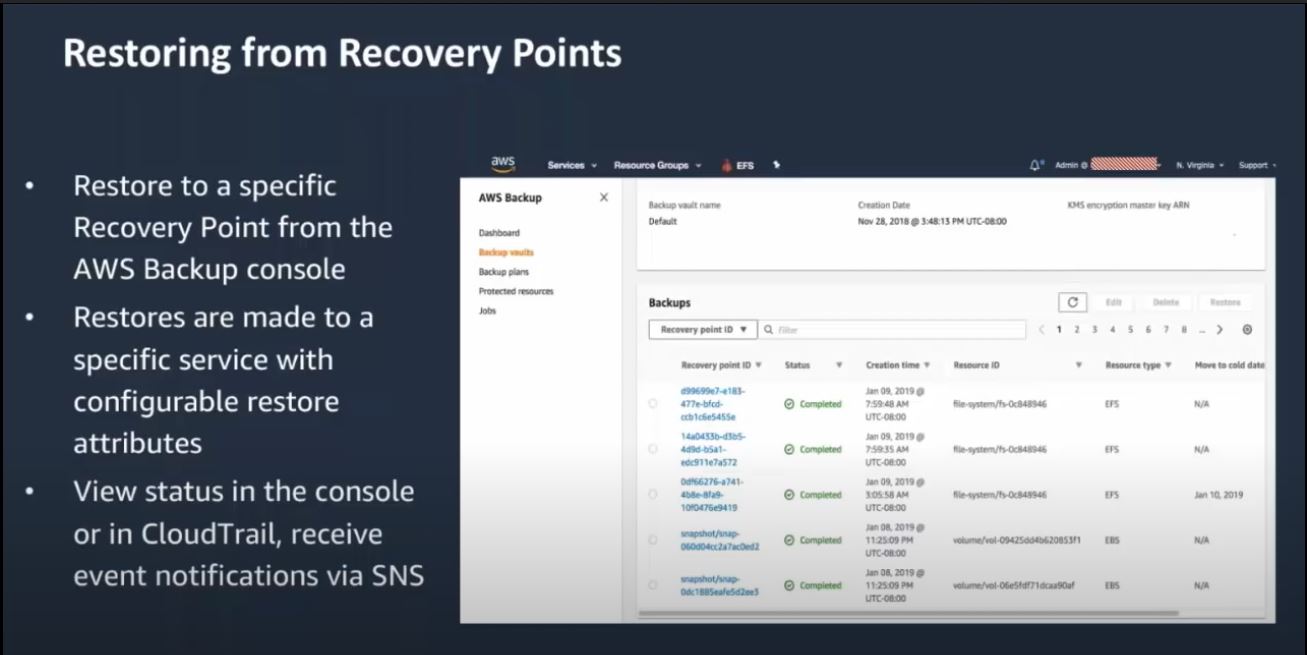 Restoring from Recovery Points
• Restore to a specific
Recovery Point from the
AWS Backup console
• Restores are made to a
specific service with
configurable restore
attributes
• View status in the console
or in CloudTrail, receive
event notifications via SNS
aws Services Resource Groups EFS Admin @ N. Virginia Support
AWS Backup
Dashboard
Backup vaults
Backup plans
Protected resources
Jobs
Backup vault name Creation Date KMS encryption master key ARN
Default Nov 28, 2018 @ 3:48:13 PM UTC-08:00
Backups Edit Delete Restore
Recovery point ID Filter 1 2 3 4 5 6 7 8 ...
Recovery point ID Status Creation time Resource ID Resource type Move to cold date
d99699e7-e183- Jan 09, 2019 @
477e-bfcd- Completed 7:59:48 AM file-system/fs-0c848946 EFS N/A
ccb1c6e5455e UTC-08:00
14a0433b-d3b5- Jan 09, 2019 @
4d9d-b5a1- Completed 7:59:35 AM file-system/fs-0c848946 EFS N/A
edc911e7a572 UTC-08:00
0df66276-a741- Jan 09, 2019 @
4b8e-8fa9- Completed 3:05:58 AM file-system/fs-0c848946 EFS Jan 10, 2019
10f0476e9419 UTC-08:00
snapshot/snap- Jan 08, 2019 @
060d04cc2a7ac0ed2 Completed 11:25:09 PM volume/vol-09425dd4b620853f1 EBS N/A
UTC-08:00
snapshot/snap- Jan 08, 2019 @
0dc1885eafe5d2ee3 Completed 11:25:09 PM volume/vol-06e5fdf71dcaa90af EBS N/A
UTC-08:00